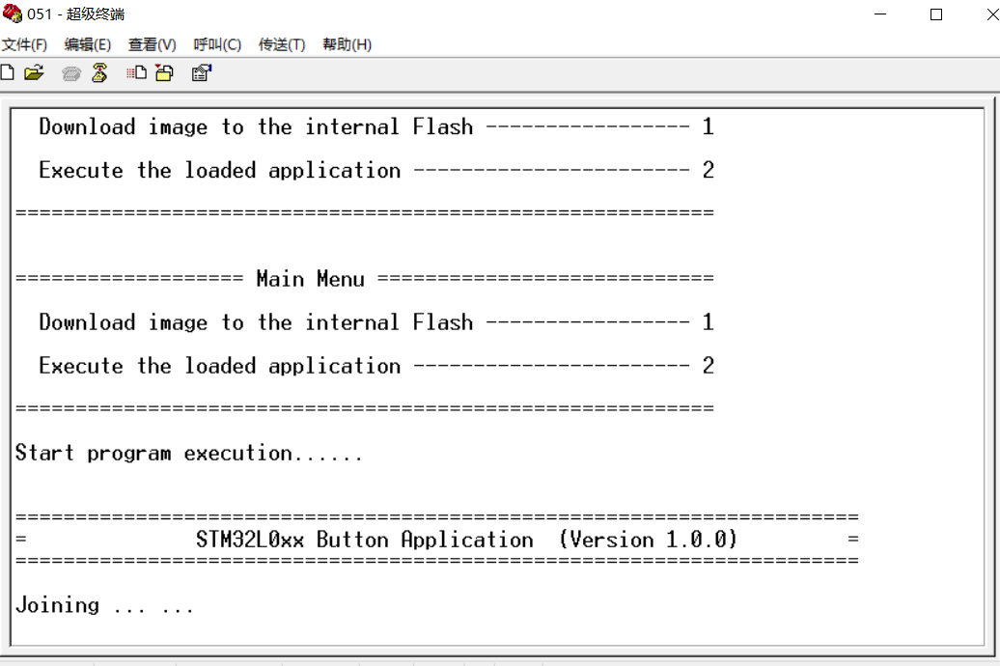 051 - 超级终端
文件(F) 编辑(E) 查看(V) 呼叫(C) 传送(T) 帮助(H)
Download image to the internal Flash ----------------- 1
Execute the loaded application ----------------------- 2
==========================================================
=================== Main Menu ============================
Download image to the internal Flash ----------------- 1
Execute the loaded application ----------------------- 2
==========================================================
Start program execution......
======================================================================
=              STM32L0xx Button Application  (Version 1.0.0)         =
======================================================================
Joining ... ...